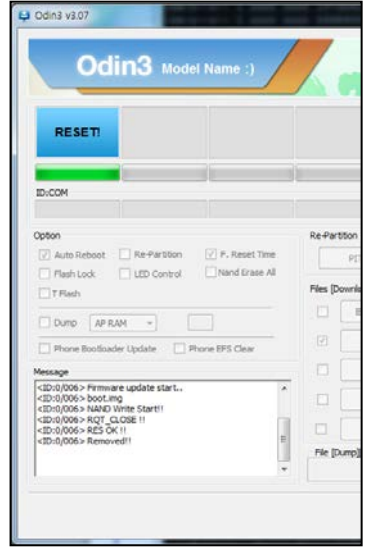 Odin3 v3.07
Odin3 Model Name :)
RESET!
ID:COM
Option
Auto Reboot Re-Partition F. Reset Time
Flash Lock LED Control Nand Erase All
T Flash
Dump AP RAM
Phone Bootloader Update Phone EFS Clear
Message
<ID:0/006> Firmware update start..
<ID:0/006> boot.img
<ID:0/006> NAND Write Start!!
<ID:0/006> RQT_CLOSE !!
<ID:0/006> RES OK !!
<ID:0/006> Removed!!
Re-Partition
PIT
Files [Downl
File [Dump]